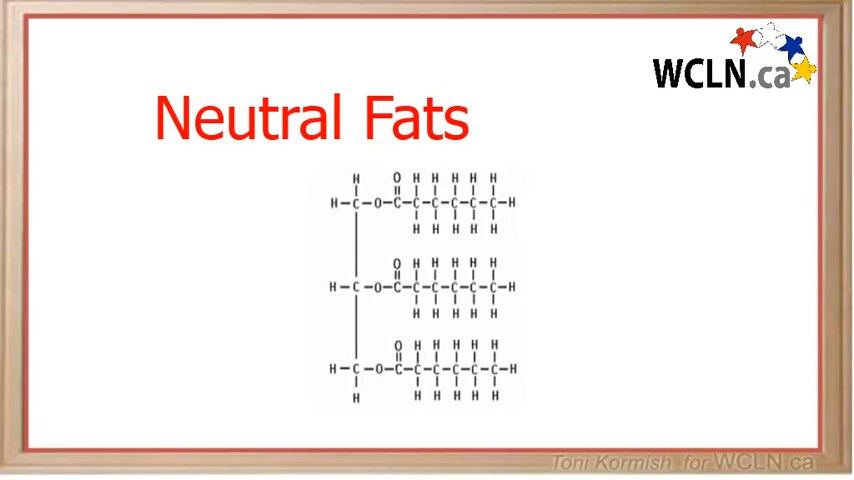 WCLN.ca
Neutral Fats
H O H H H H H
H-C-O-C-C-C-C-C-C-H
H H H H H
O H H H H H
H-C-O-C-C-C-C-C-C-H
H H H H H
O H H H H H
H-C-O-C-C-C-C-C-C-H
H H H H H H
Toni Kormish for WCLN.ca